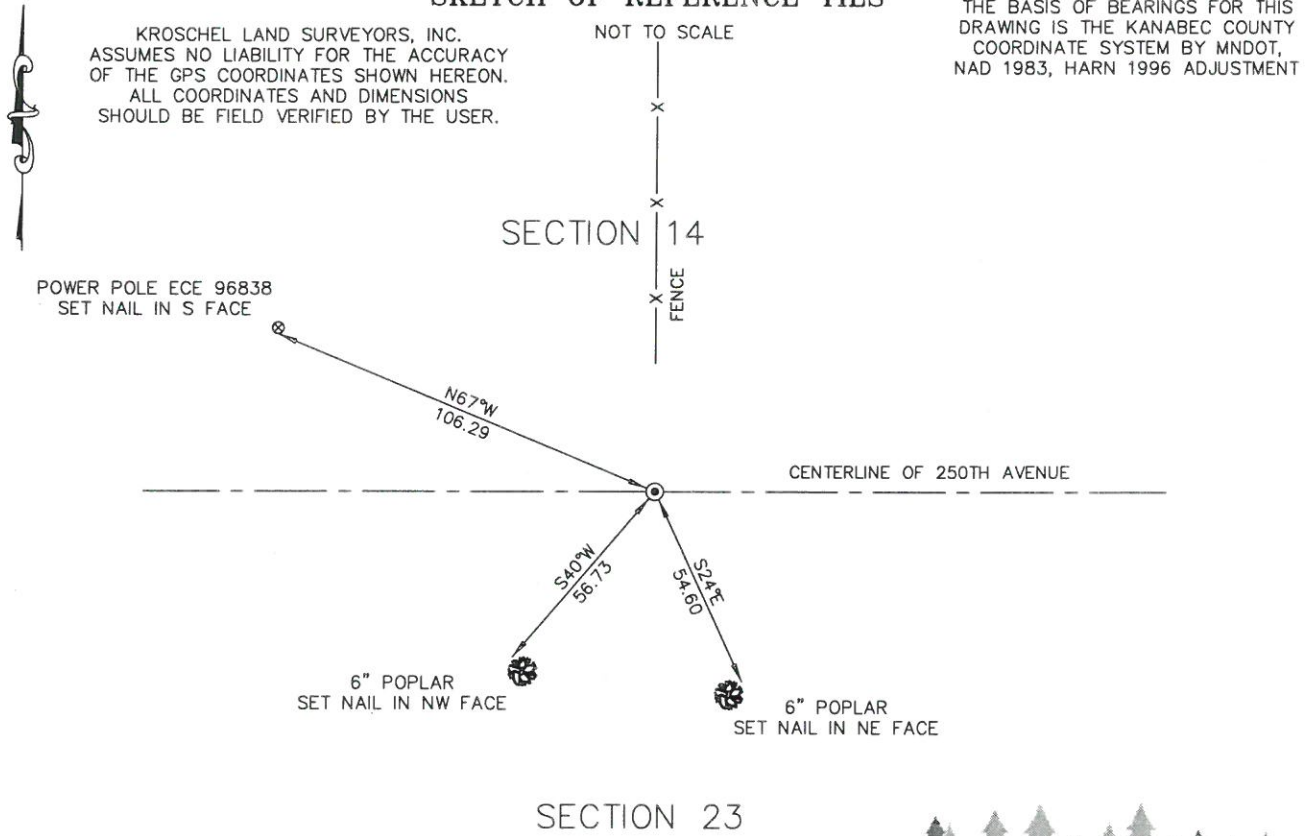 SKETCH OF REFERENCE TIES
NOT TO SCALE
KROSCHEL LAND SURVEYORS, INC.
ASSUMES NO LIABILITY FOR THE ACCURACY
OF THE GPS COORDINATES SHOWN HEREON.
ALL COORDINATES AND DIMENSIONS
SHOULD BE FIELD VERIFIED BY THE USER.
THE BASIS OF BEARINGS FOR THIS
DRAWING IS THE KANABEC COUNTY
COORDINATE SYSTEM BY MNDOT,
NAD 1983, HARN 1996 ADJUSTMENT
SECTION 14
FENCE
POWER POLE ECE 96838
SET NAIL IN S FACE
N67°W
106.29
CENTERLINE OF 250TH AVENUE
S40°W
56.73
S24°E
54.60
6" POPLAR
SET NAIL IN NW FACE
6" POPLAR
SET NAIL IN NE FACE
SECTION 23